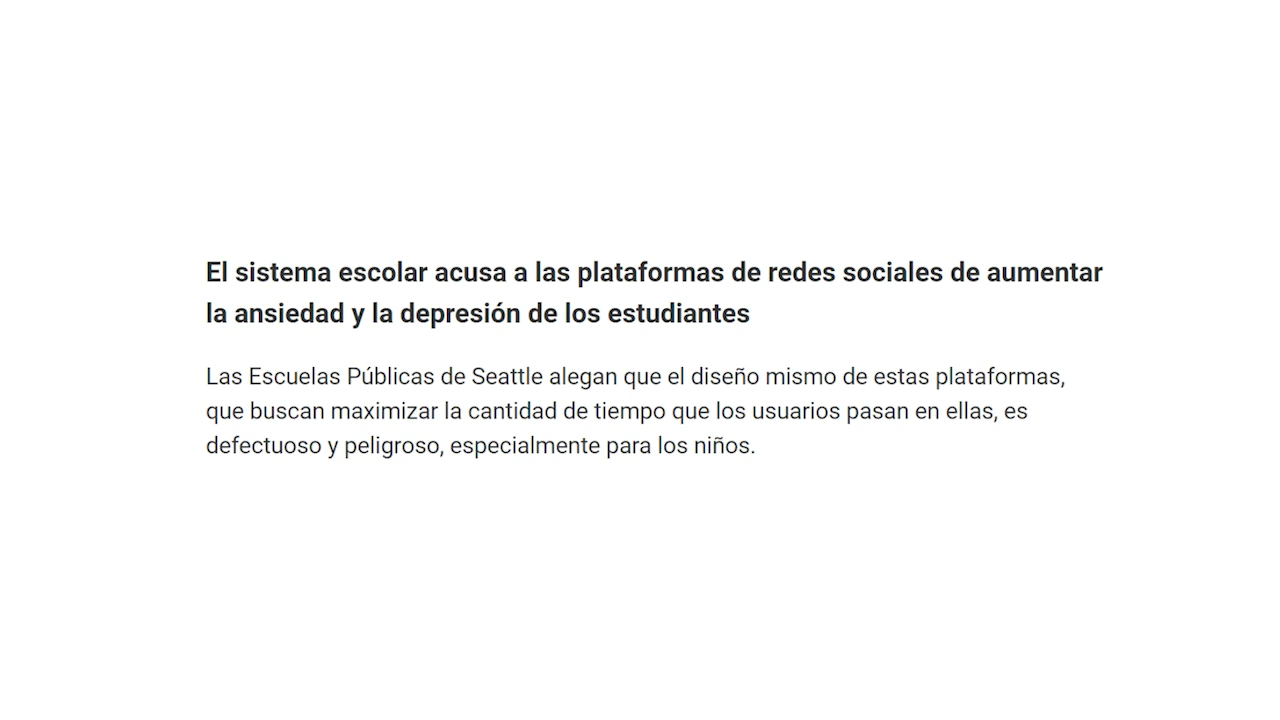 El sistema escolar acusa a las plataformas de redes sociales de aumentar
la ansiedad y la depresión de los estudiantes
Las Escuelas Públicas de Seattle alegan que el diseño mismo de estas plataformas,
que buscan maximizar la cantidad de tiempo que los usuarios pasan en ellas, es
defectuoso y peligroso, especialmente para los niños.